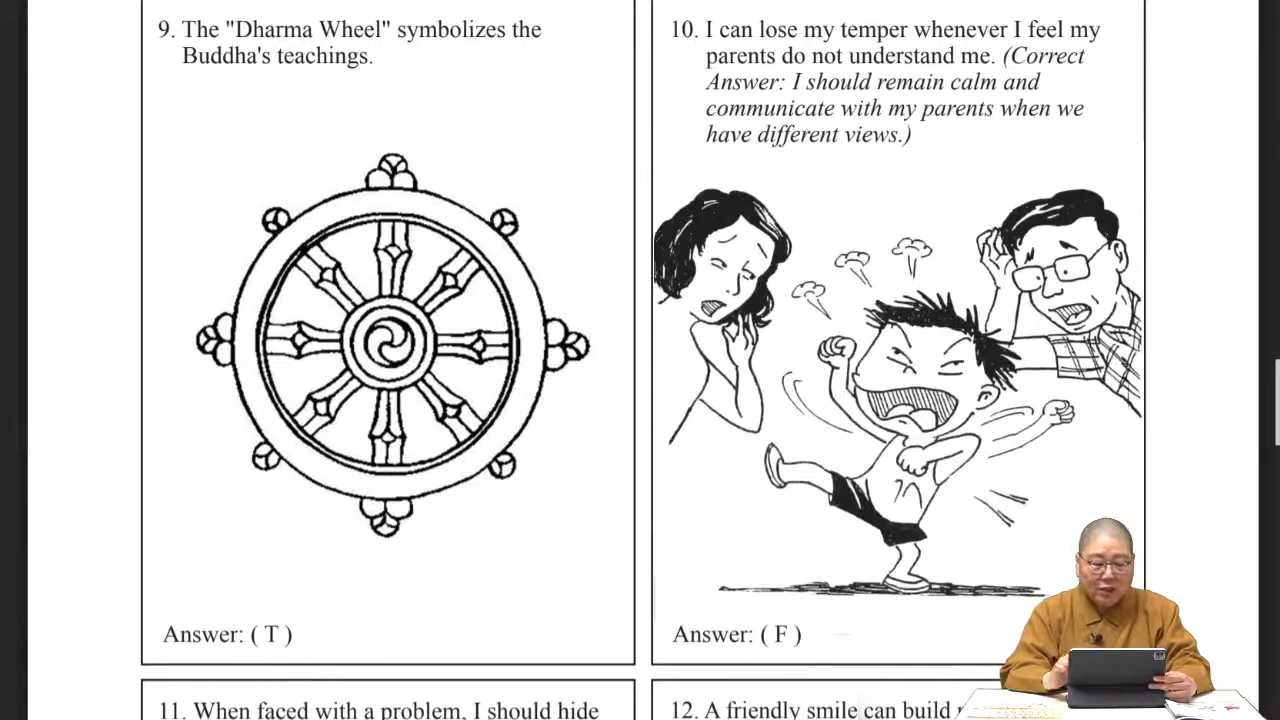 9. The "Dharma Wheel" symbolizes the
Buddha's teachings.
Answer: ( T )
10. I can lose my temper whenever I feel my
parents do not understand me. (Correct
Answer: I should remain calm and
communicate with my parents when we
have different views.)
Answer: ( F )
11. When faced with a problem, I should hide
12. A friendly smile can build